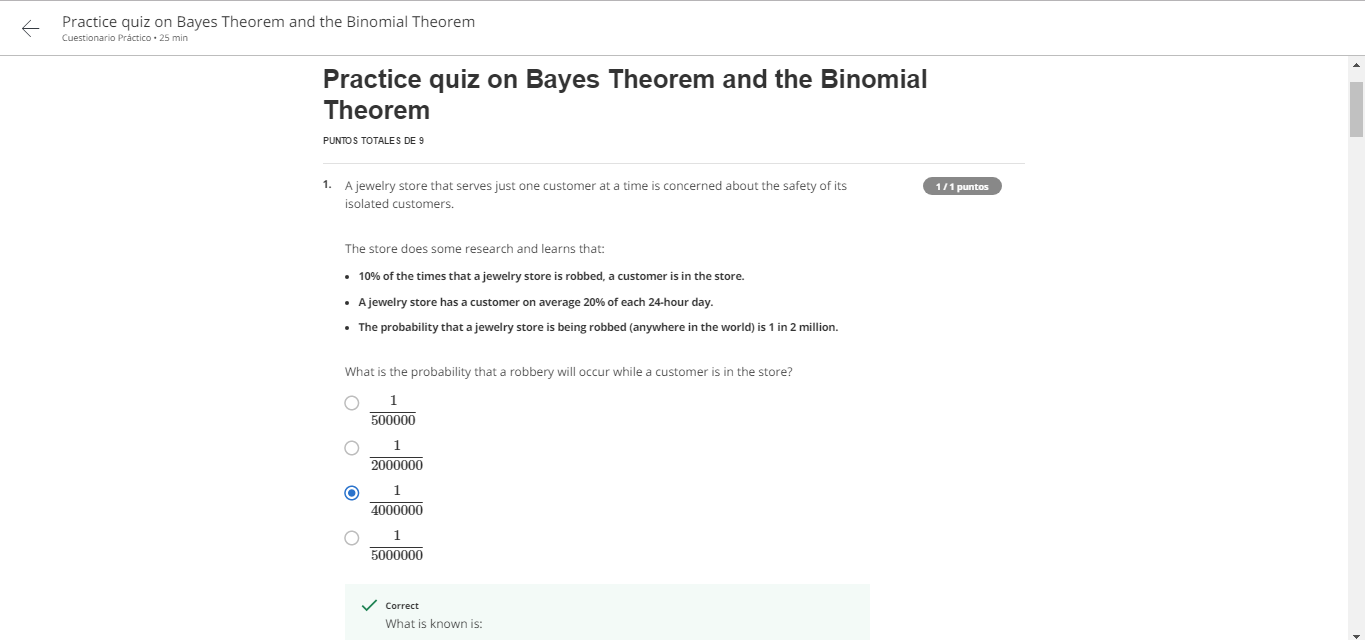 Practice quiz on Bayes Theorem and the Binomial Theorem
Cuestionario Práctico • 25 min
Practice quiz on Bayes Theorem and the Binomial
Theorem
PUNTOS TOTALES DE 9
1. A jewelry store that serves just one customer at a time is concerned about the safety of its
isolated customers.
1 / 1 puntos
The store does some research and learns that:
• 10% of the times that a jewelry store is robbed, a customer is in the store.
• A jewelry store has a customer on average 20% of each 24-hour day.
• The probability that a jewelry store is being robbed (anywhere in the world) is 1 in 2 million.
What is the probability that a robbery will occur while a customer is in the store?
1
500000
1
2000000
1
4000000
1
5000000
Correct
What is known is: